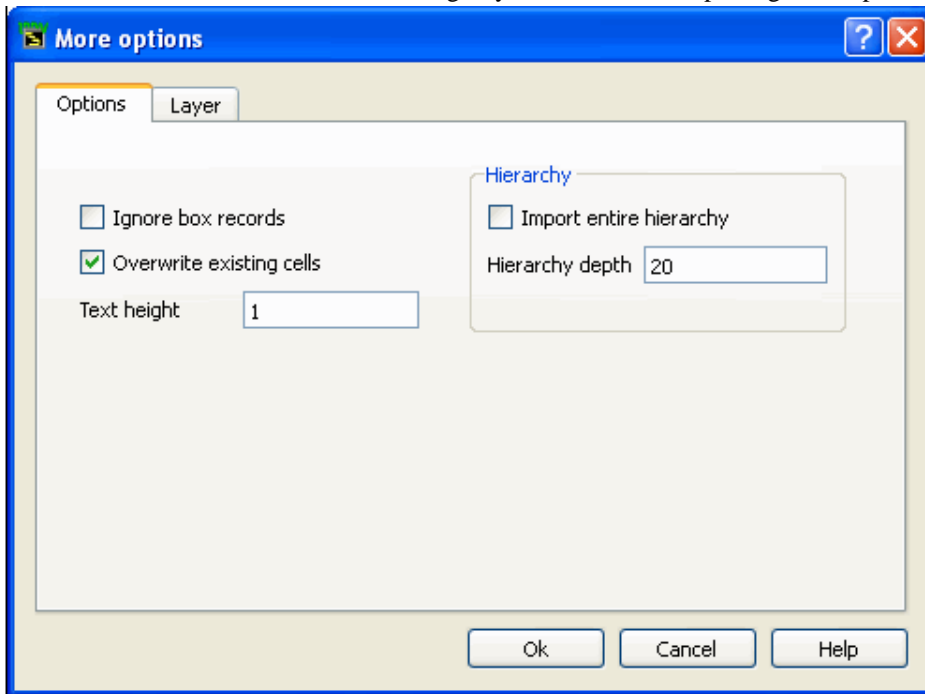 More options
Options
Layer
Hierarchy
Ignore box records
Import entire hierarchy
Overwrite existing cells
Hierarchy depth 20
Text height 1
Ok
Cancel
Help